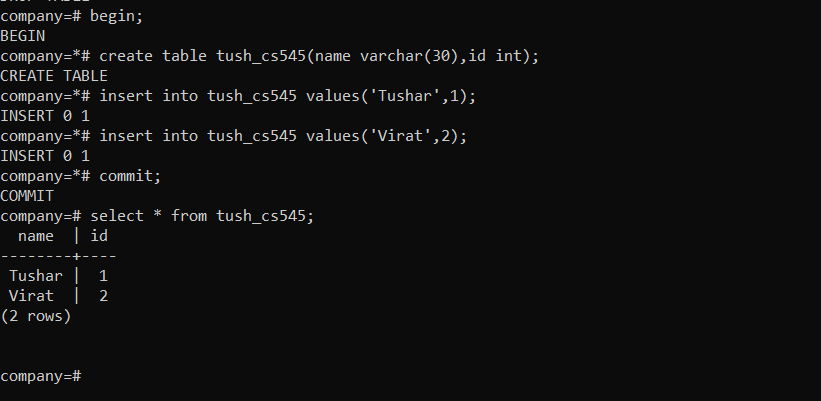 company=# begin;
BEGIN
company=*# create table tush_cs545(name varchar(30),id int);
CREATE TABLE
company=*# insert into tush_cs545 values('Tushar',1);
INSERT 0 1
company=*# insert into tush_cs545 values('Virat',2);
INSERT 0 1
company=*# commit;
COMMIT
company=# select * from tush_cs545;
  name  | id
--------+----
 Tushar |  1
 Virat  |  2
(2 rows)
company=#